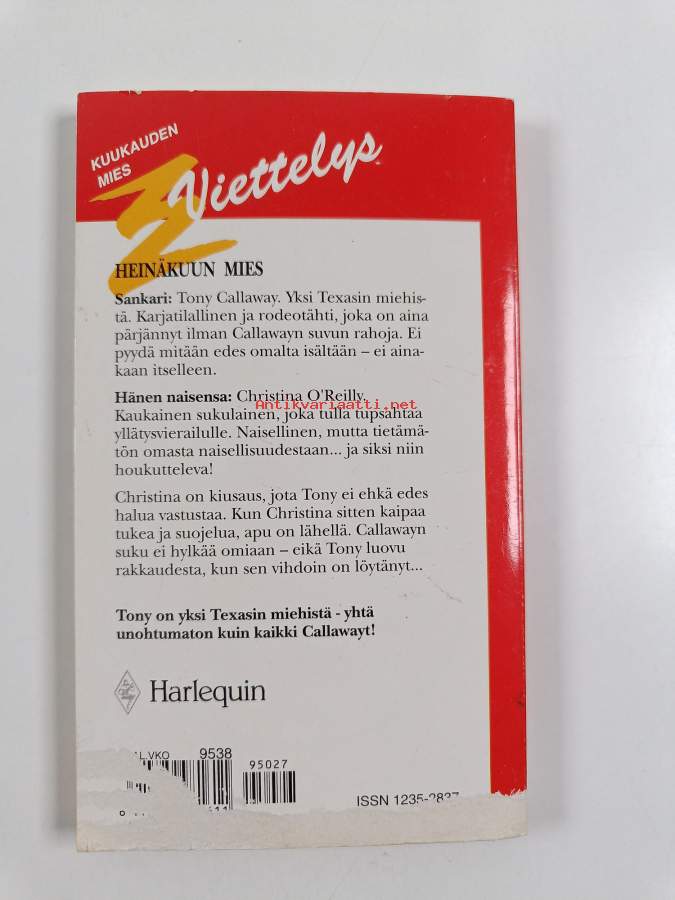 KUUKAUDEN
MIES
Viettelys
HEINÄKUUN MIES
Sankari: Tony Callaway. Yksi Texasin miehis-
tä. Karjatilallinen ja rodeotähti, joka on aina
pärjännyt ilman Callawayn suvun rahoja. Ei
pyydä mitään edes omalta isältään – ei aina-
kaan itselleen.
Hänen naisensa: Christina O'Reilly.
Antikvariaatti.net
Kaukainen sukulainen, joka tulla tupsahtaa
yllätysvierailulle. Naisellinen, mutta tietämä-
tön omasta naisellisuudestaan... ja siksi niin
houkutteleva!
Christina on kiusaus, jota Tony ei ehkä edes
halua vastustaa. Kun Christina sitten kaipaa
tukea ja suojelua, apu on lähellä. Callawayn
suku ei hylkää omiaan – eikä Tony luovu
rakkaudesta, kun sen vihdoin on löytänyt...
Tony on yksi Texasin miehistä - yhtä
unohtumaton kuin kaikki Callawayt!
Harlequin
L.VKO 9538
95027
ISSN 1235-2837